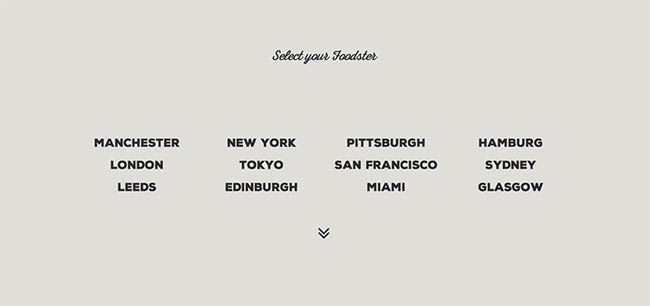 Select your Foodster
MANCHESTER NEW YORK PITTSBURGH HAMBURG
LONDON TOKYO SAN FRANCISCO SYDNEY
LEEDS EDINBURGH MIAMI GLASGOW